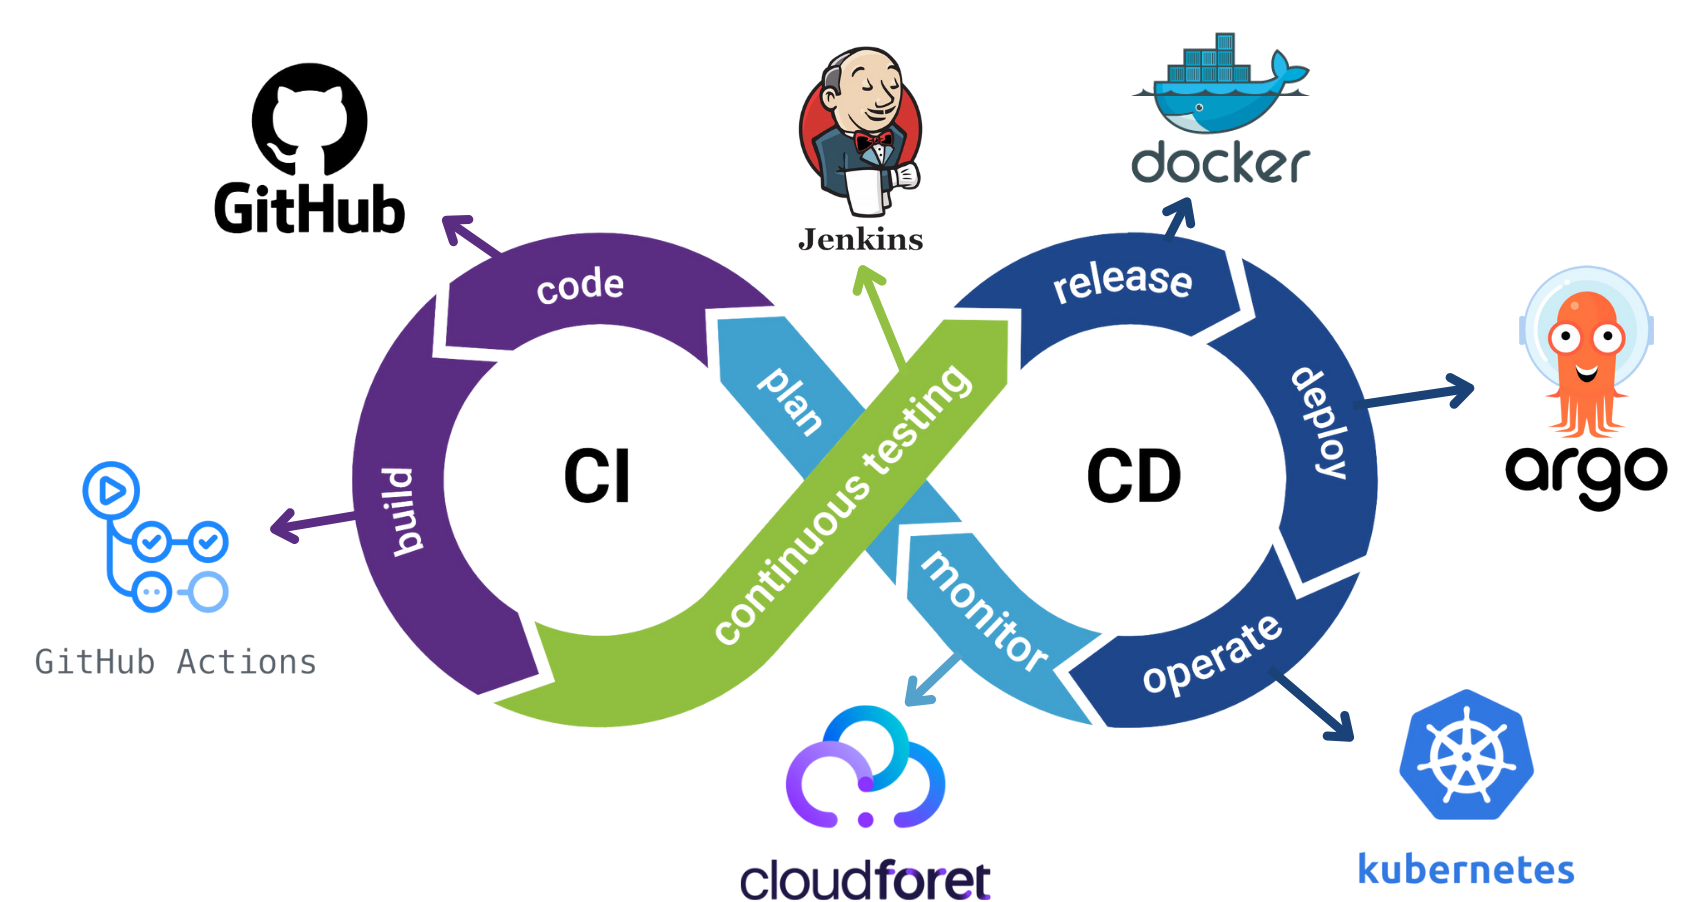 GitHub
Jenkins
docker
code
release
plan
continuous testing
deploy
CI
CD
argo
build
monitor
operate
GitHub Actions
cloudforet
kubernetes